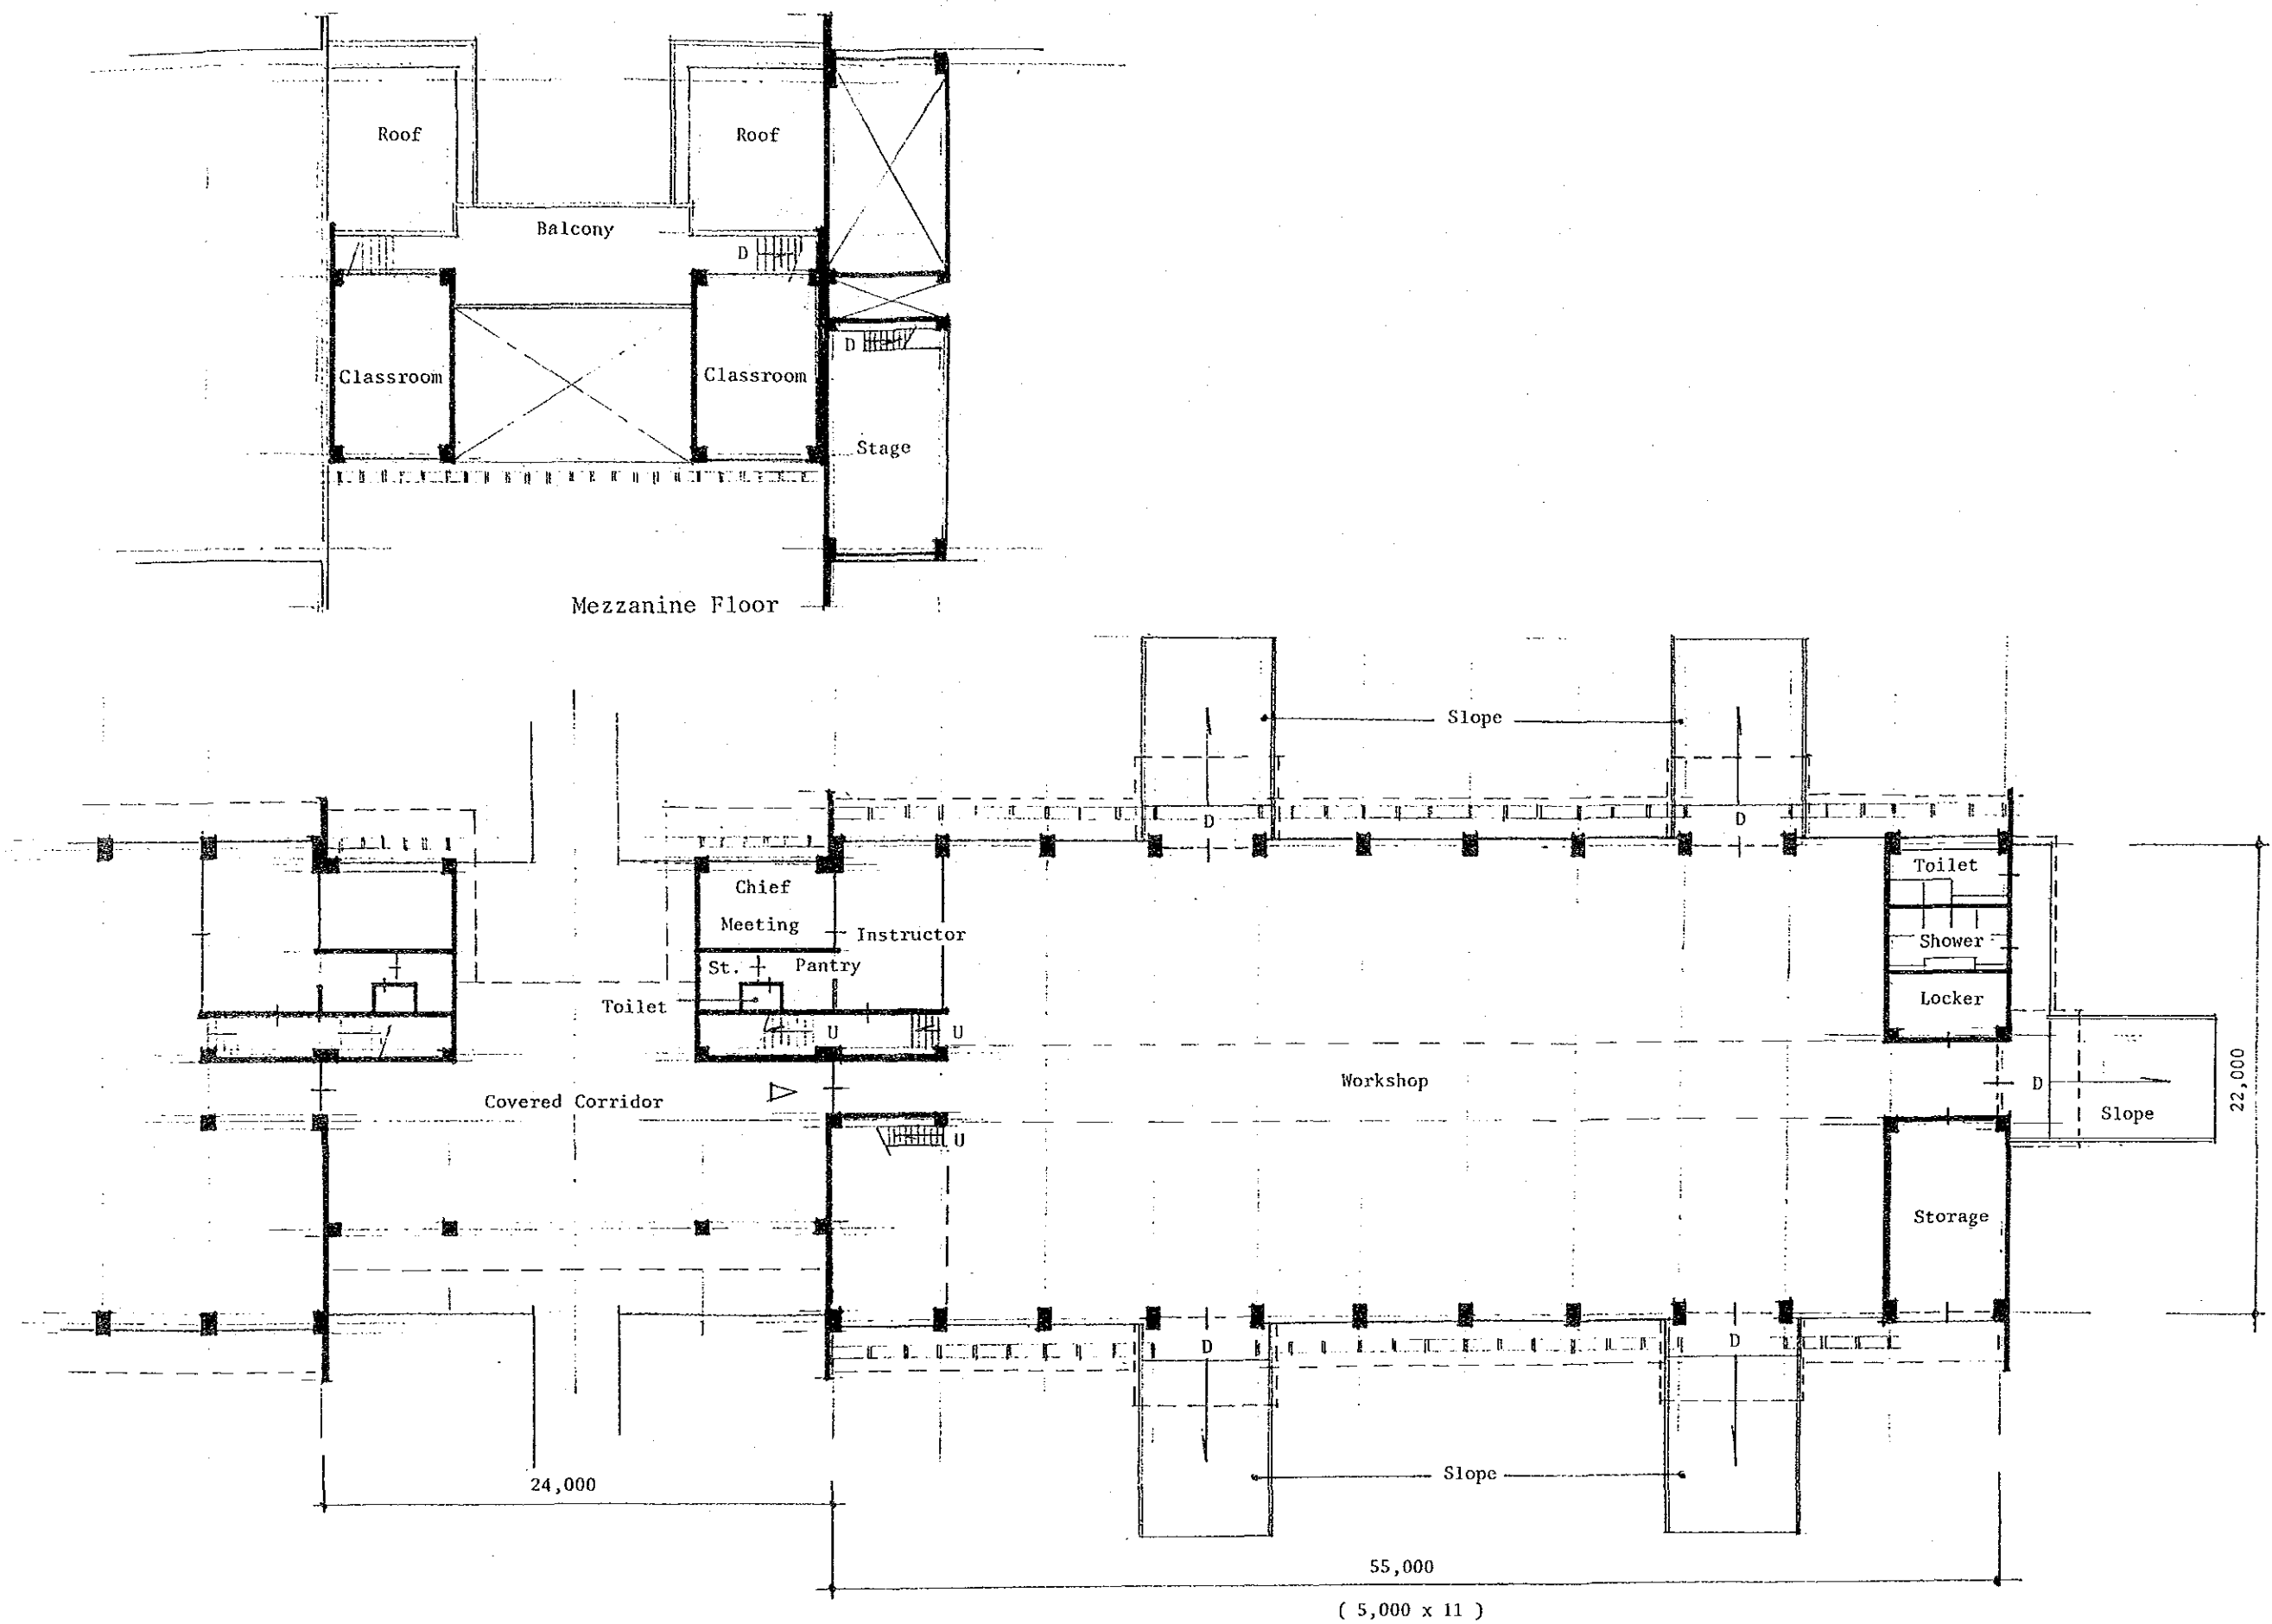 Roof
Roof
Balcony
D
D
Classroom
Classroom
Stage
Mezzanine Floor
Slope
D
D
Chief
Meeting
Instructor
St.
Pantry
Toilet
U
U
Toilet
Shower
Locker
Workshop
D
Slope
22,000
Covered Corridor
U
Storage
D
D
Slope
24,000
55,000
( 5,000 x 11 )